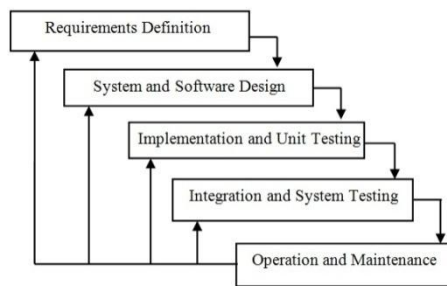 Requirements Definition
System and Software Design
Implementation and Unit Testing
Integration and System Testing
Operation and Maintenance